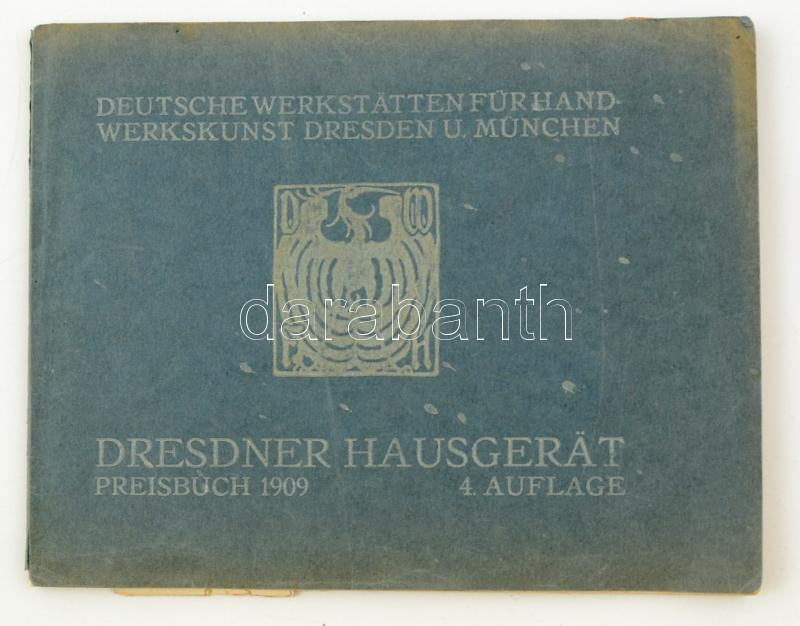 DEUTSCHE WERKSTÄTTEN FÜR HAND-
WERKSKUNST DRESDEN U. MÜNCHEN
D W
darabanth
F H
DRESDNER HAUSGERÄT
PREISBUCH 1909 4. AUFLAGE